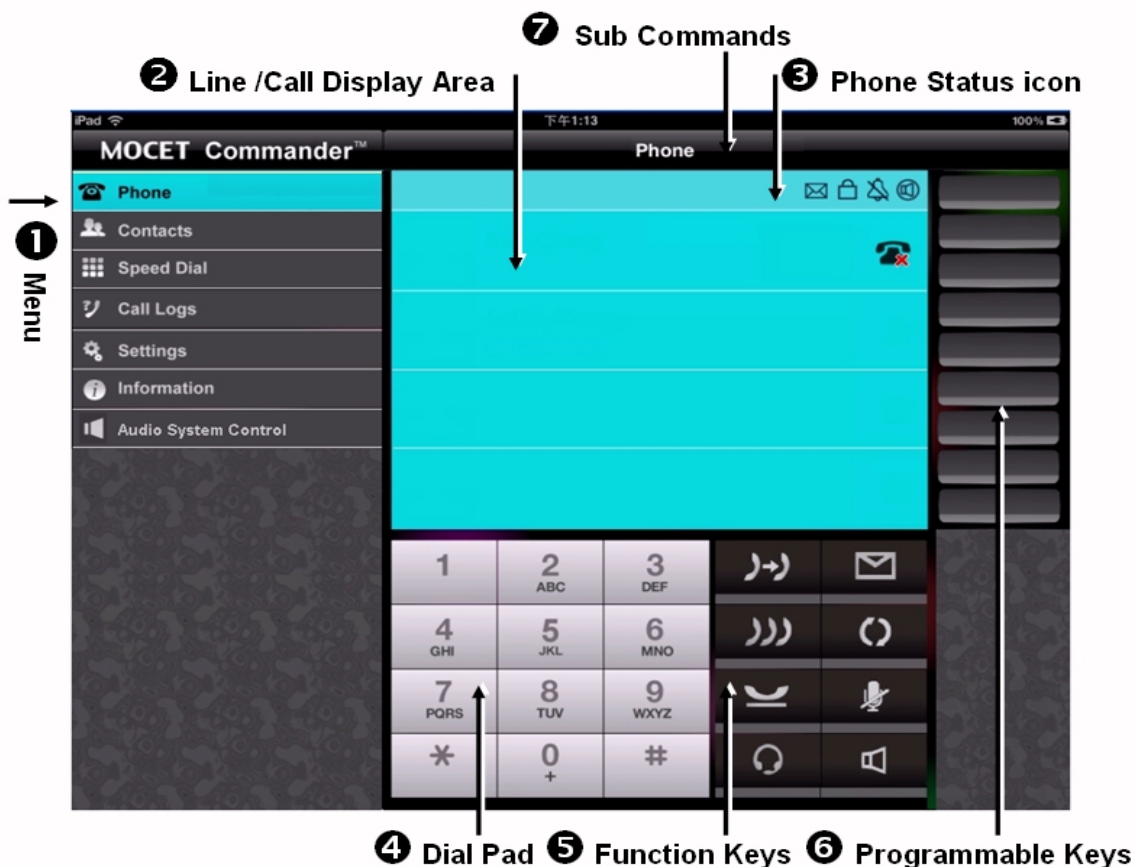 ❼ Sub Commands
❷ Line /Call Display Area
❸ Phone Status icon
iPad 下午1:13 100%
MOCET Commander™ Phone
❶ Menu
Phone
Contacts
Speed Dial
Call Logs
Settings
Information
Audio System Control
1 2 ABC 3 DEF
4 GHI 5 JKL 6 MNO
7 PQRS 8 TUV 9 WXYZ
* 0 + #
❹ Dial Pad ❺ Function Keys ❻ Programmable Keys